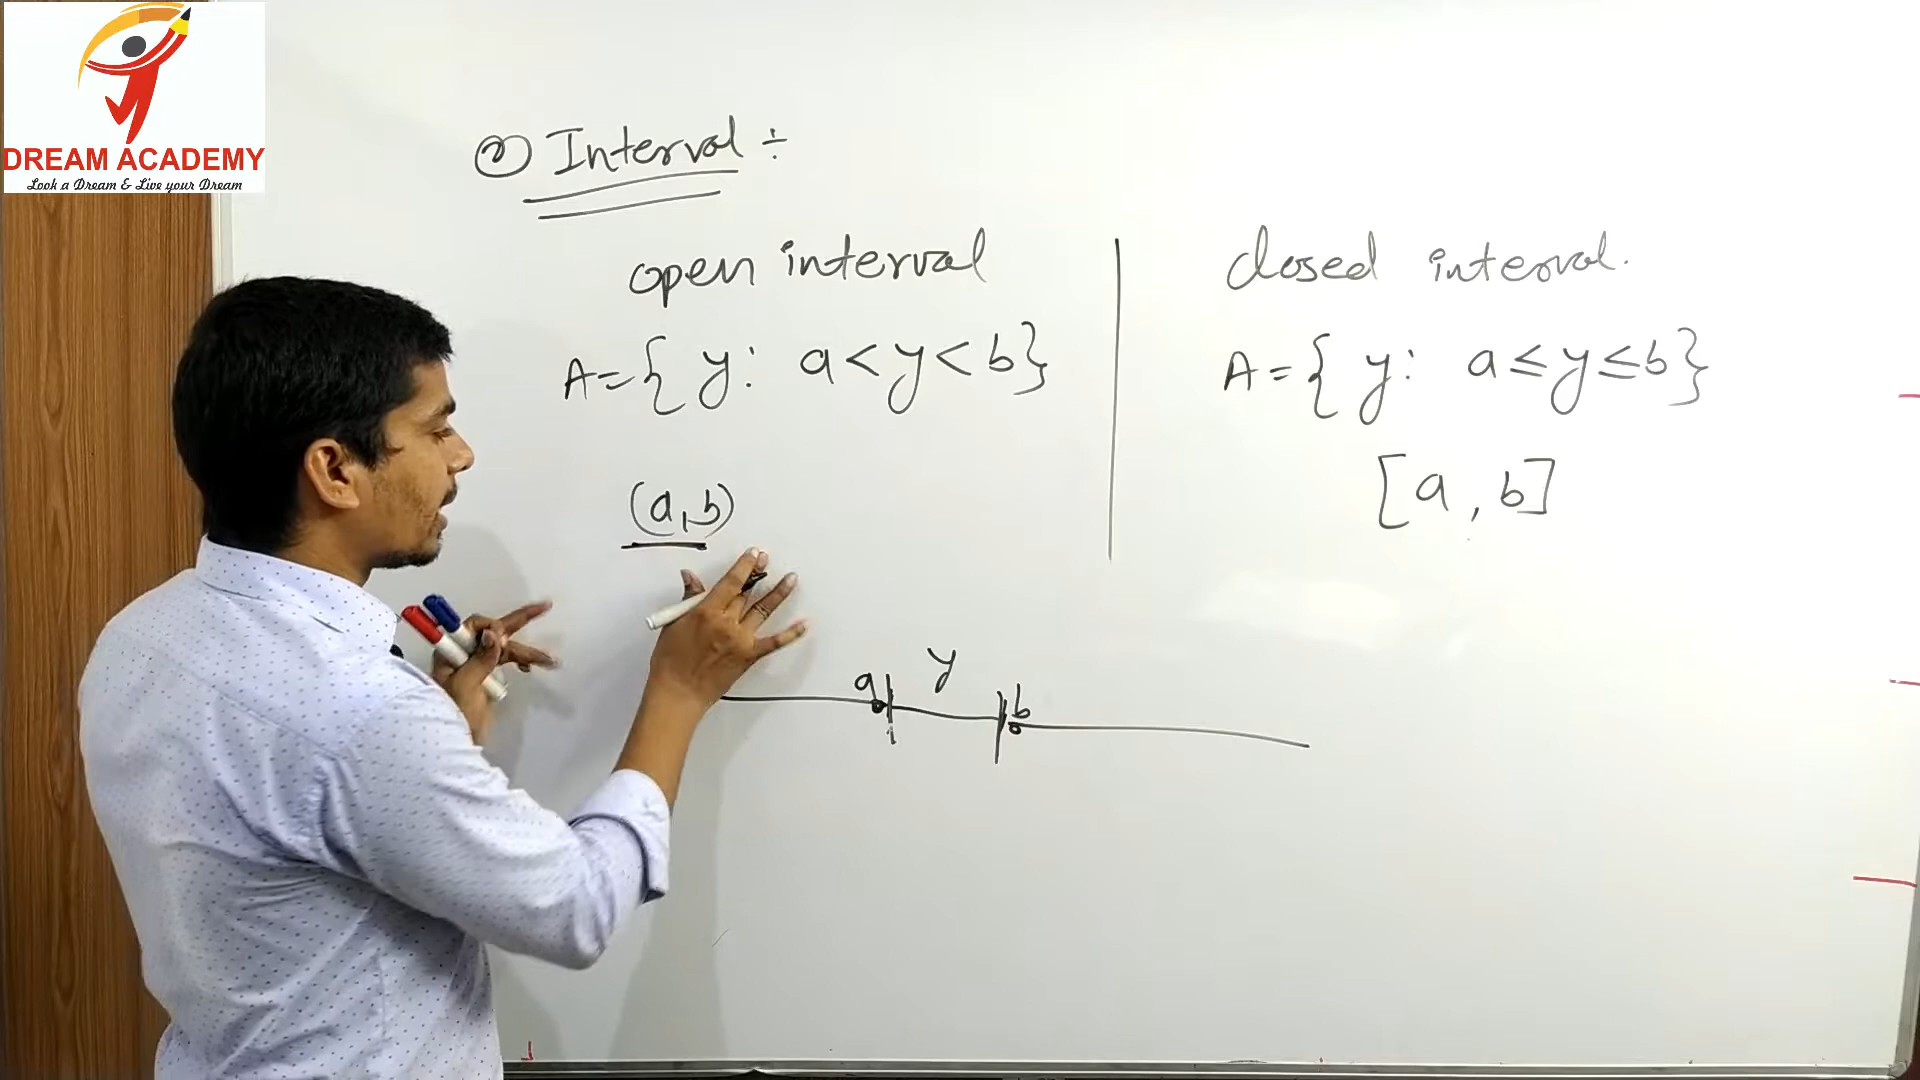 DREAM ACADEMY
Look a Dream & Live your Dream
② Interval ÷
open interval
A = { y : a < y < b }
(a, b)
closed interval.
A = { y : a ≤ y ≤ b }
[a, b]
a y b